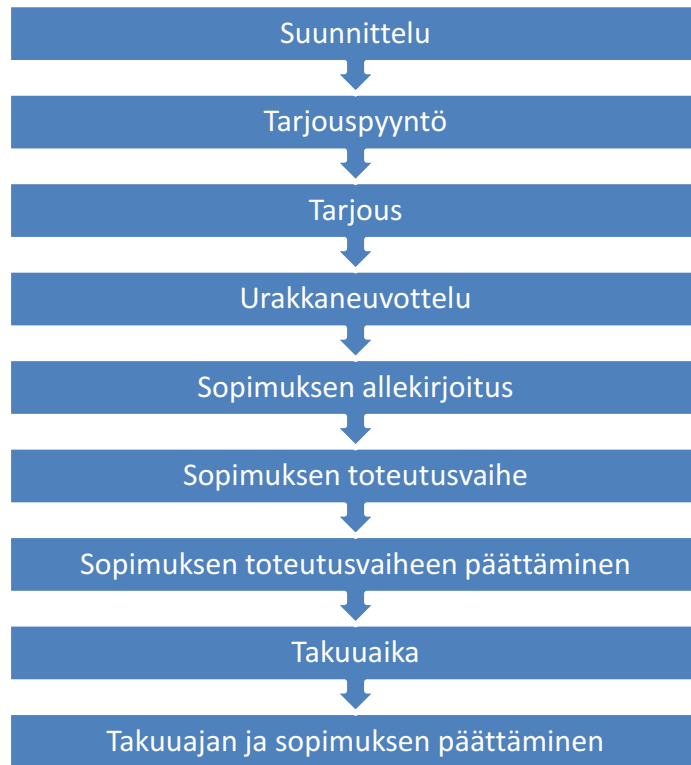 Suunnittelu
Tarjouspyyntö
Tarjous
Urakkaneuvottelu
Sopimuksen allekirjoitus
Sopimuksen toteutusvaihe
Sopimuksen toteutusvaiheen päättäminen
Takuuaika
Takuuajan ja sopimuksen päättäminen